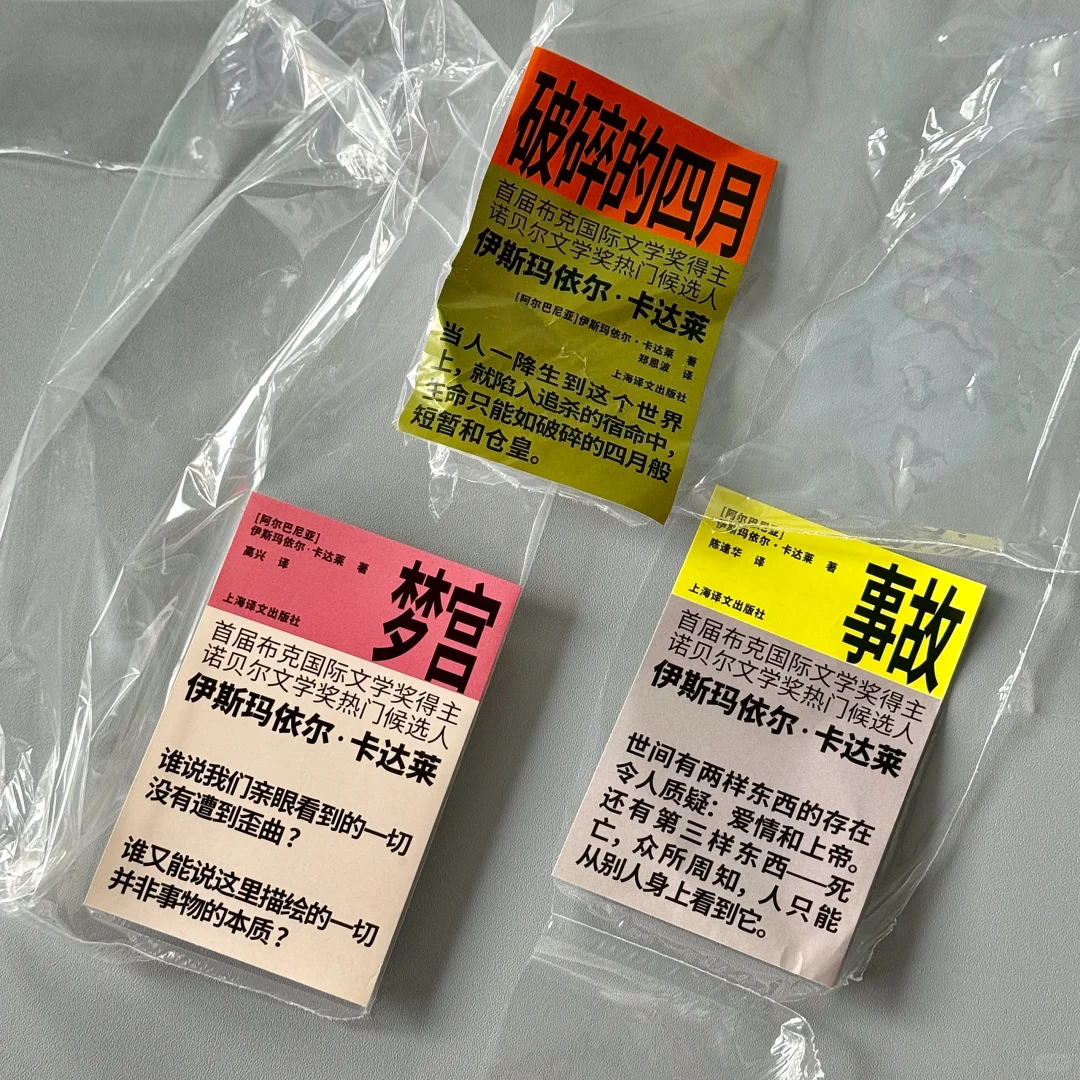 破碎的四月
首届布克国际文学奖得主
诺贝尔文学奖热门候选人
伊斯玛依尔·卡达莱
[阿尔巴尼亚]伊斯玛依尔·卡达莱 著
郑恩波 译
上海译文出版社
当人一降生到这个世界
上，就陷入追杀的宿命中，
生命只能如破碎的四月般
短暂和仓皇。
[阿尔巴尼亚]
伊斯玛依尔·卡达莱 著
高兴 译
梦宫
上海译文出版社
首届布克国际文学奖得主
诺贝尔文学奖热门候选人
伊斯玛依尔·卡达莱
谁说我们亲眼看到的一切
没有遭到歪曲？
谁又能说这里描绘的一切
并非事物的本质？
[阿尔巴尼亚]
伊斯玛依尔·卡达莱 著
陈逢华 译
事故
上海译文出版社
首届布克国际文学奖得主
诺贝尔文学奖热门候选人
伊斯玛依尔·卡达莱
世间有两样东西的存在
令人质疑：爱情和上帝。
还有第三样东西——死
亡，众所周知，人只能
从别人身上看到它。